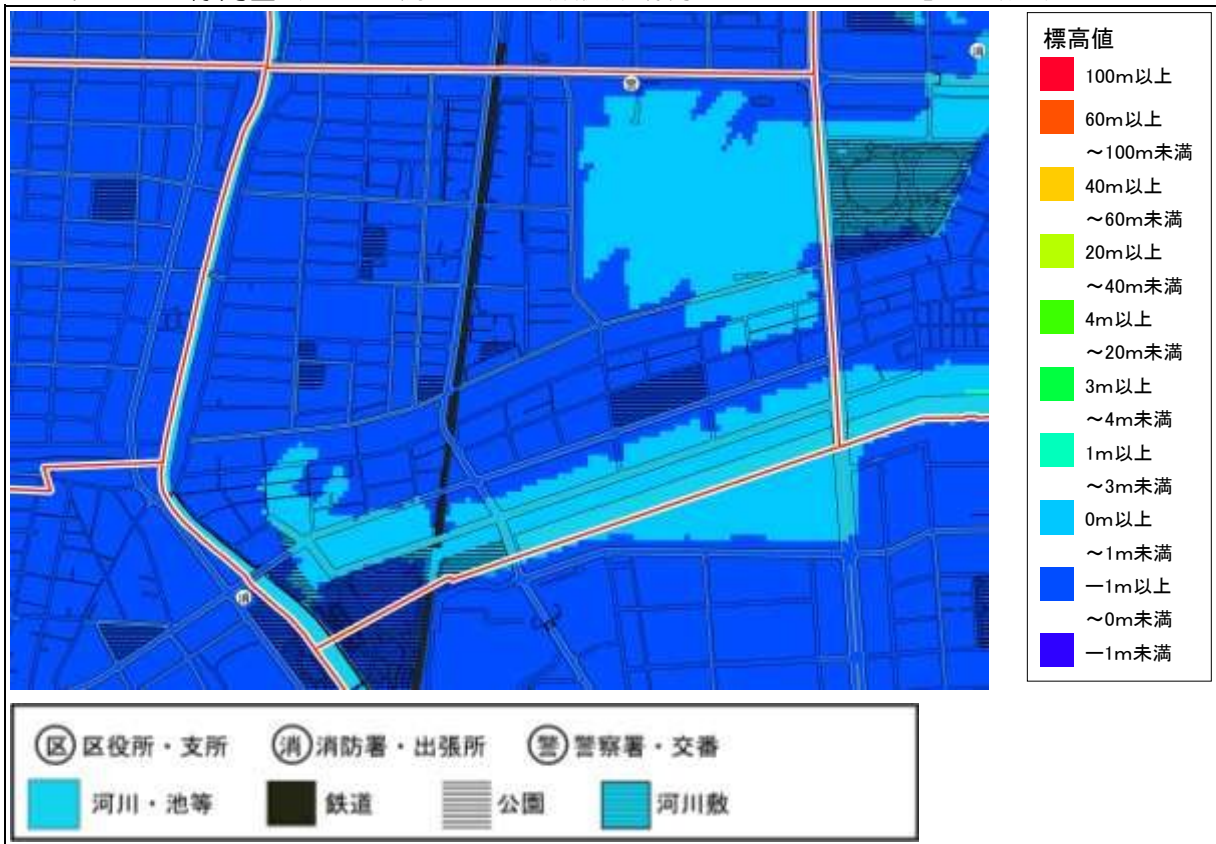 標高値
100m以上
60m以上
～100m未満
40m以上
～60m未満
20m以上
～40m未満
4m以上
～20m未満
3m以上
～4m未満
1m以上
～3m未満
0m以上
～1m未満
－1m以上
～0m未満
－1m未満
警
消
消
区 区役所・支所 消 消防署・出張所 警 警察署・交番
河川・池等 鉄道 公園 河川敷